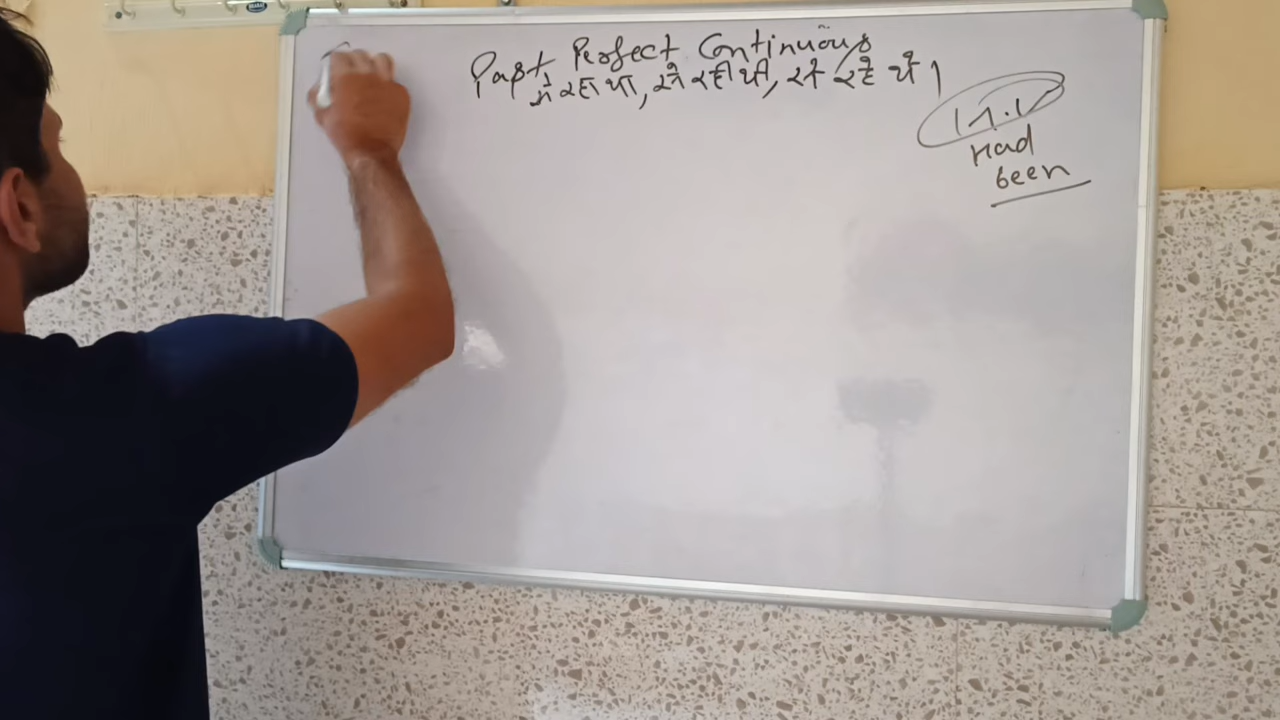 Past Perfect Continuous
से रहा था, से रही थी, से रहे थे।
Had
been